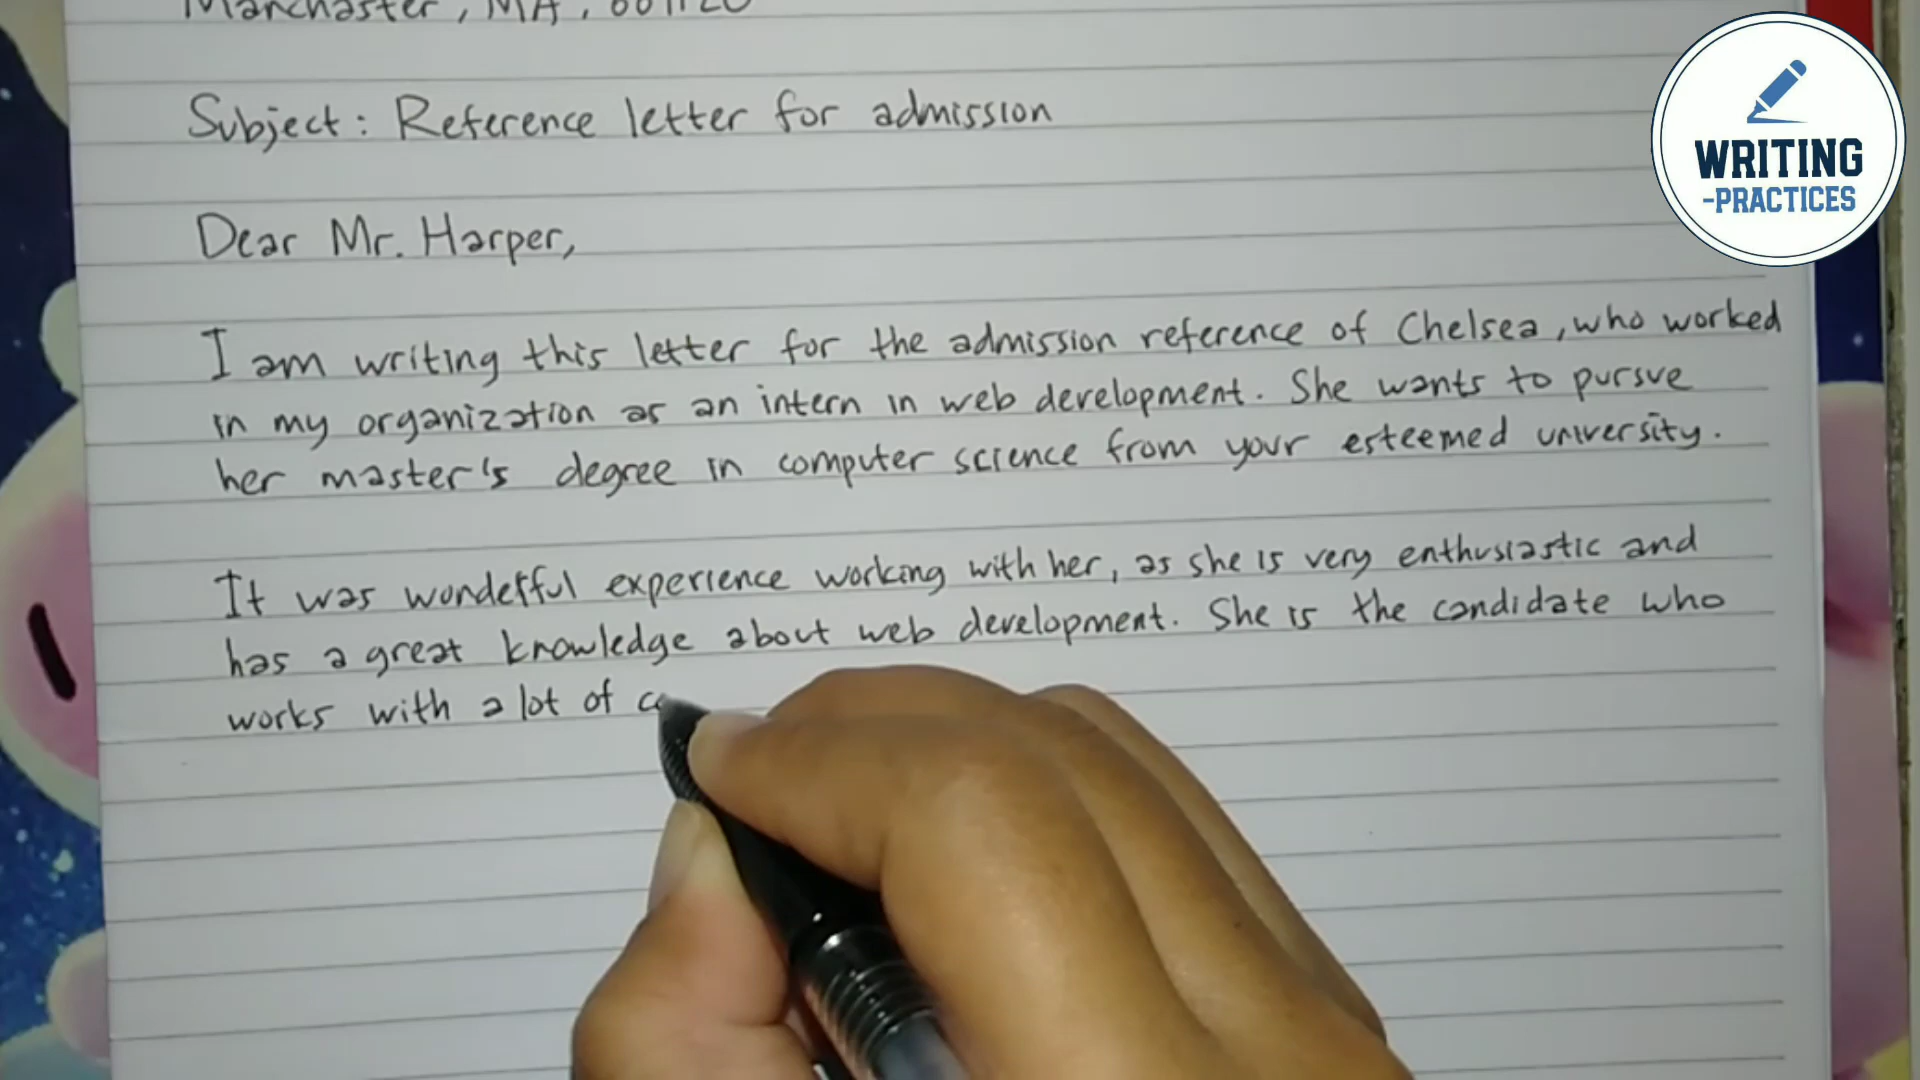 Manchaster, MA,
Subject: Reference letter for admission
Dear Mr. Harper,
I am writing this letter for the admission reference of Chelsea, who worked
in my organization as an intern in web development. She wants to pursue
her master's degree in computer science from your esteemed university.
It was wonderful experience working with her, as she is very enthusiastic and
has a great knowledge about web development. She is the candidate who
works with a lot of
WRITING
-PRACTICES